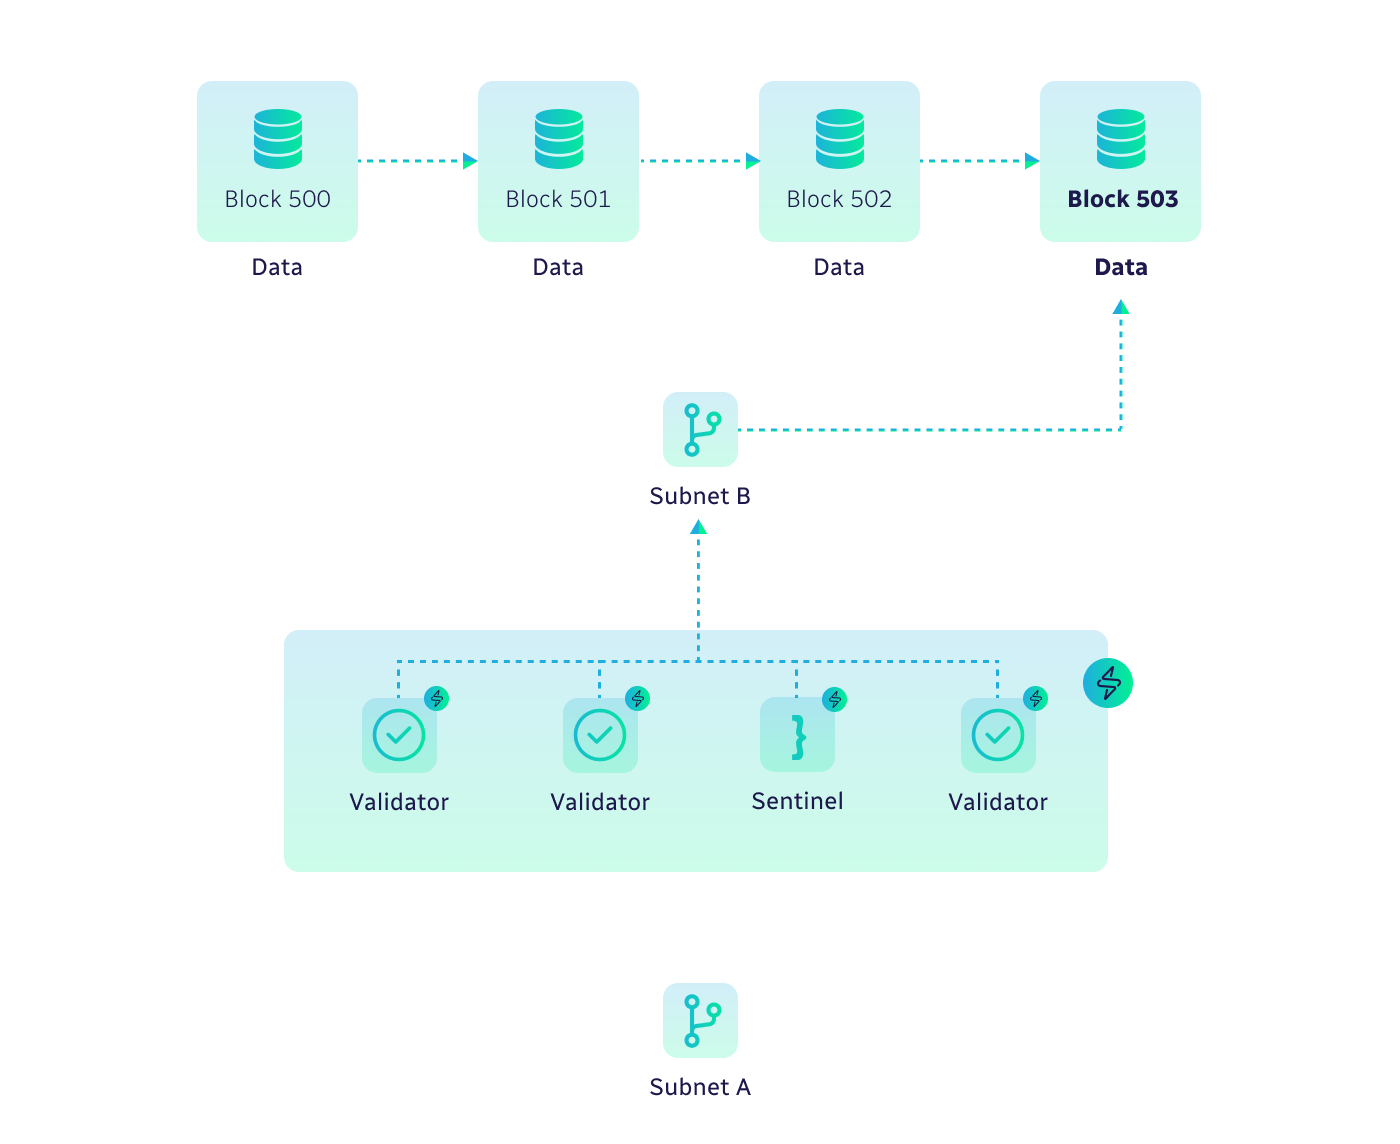 Block 500
Block 501
Block 502
Block 503
Data
Data
Data
Data
Subnet B
Validator
Validator
Sentinel
Validator
Subnet A